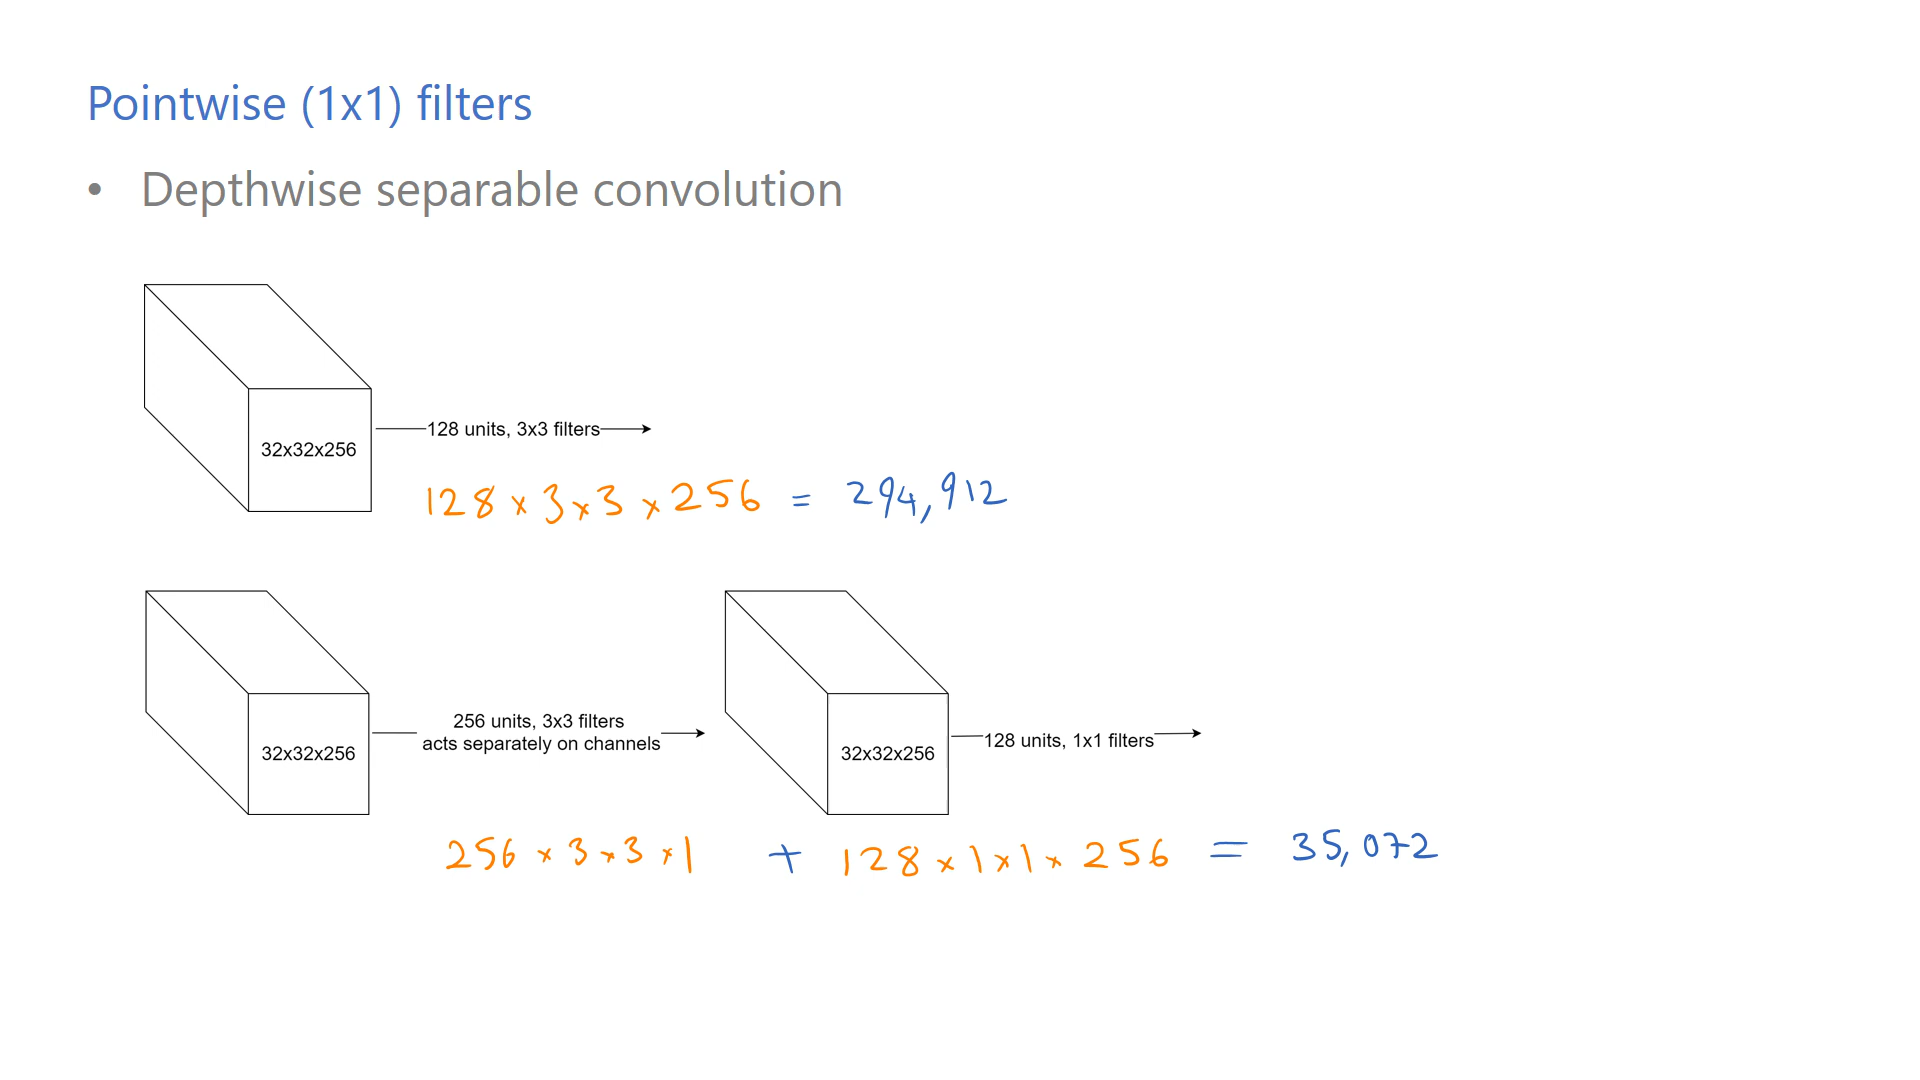 Pointwise (1x1) filters
• Depthwise separable convolution
32x32x256
128 units, 3x3 filters
128 × 3 × 3 × 256 = 294,912
32x32x256
256 units, 3x3 filters
acts separately on channels
32x32x256
128 units, 1x1 filters
256 × 3 × 3 × 1 + 128 × 1 × 1 × 256 = 35,072